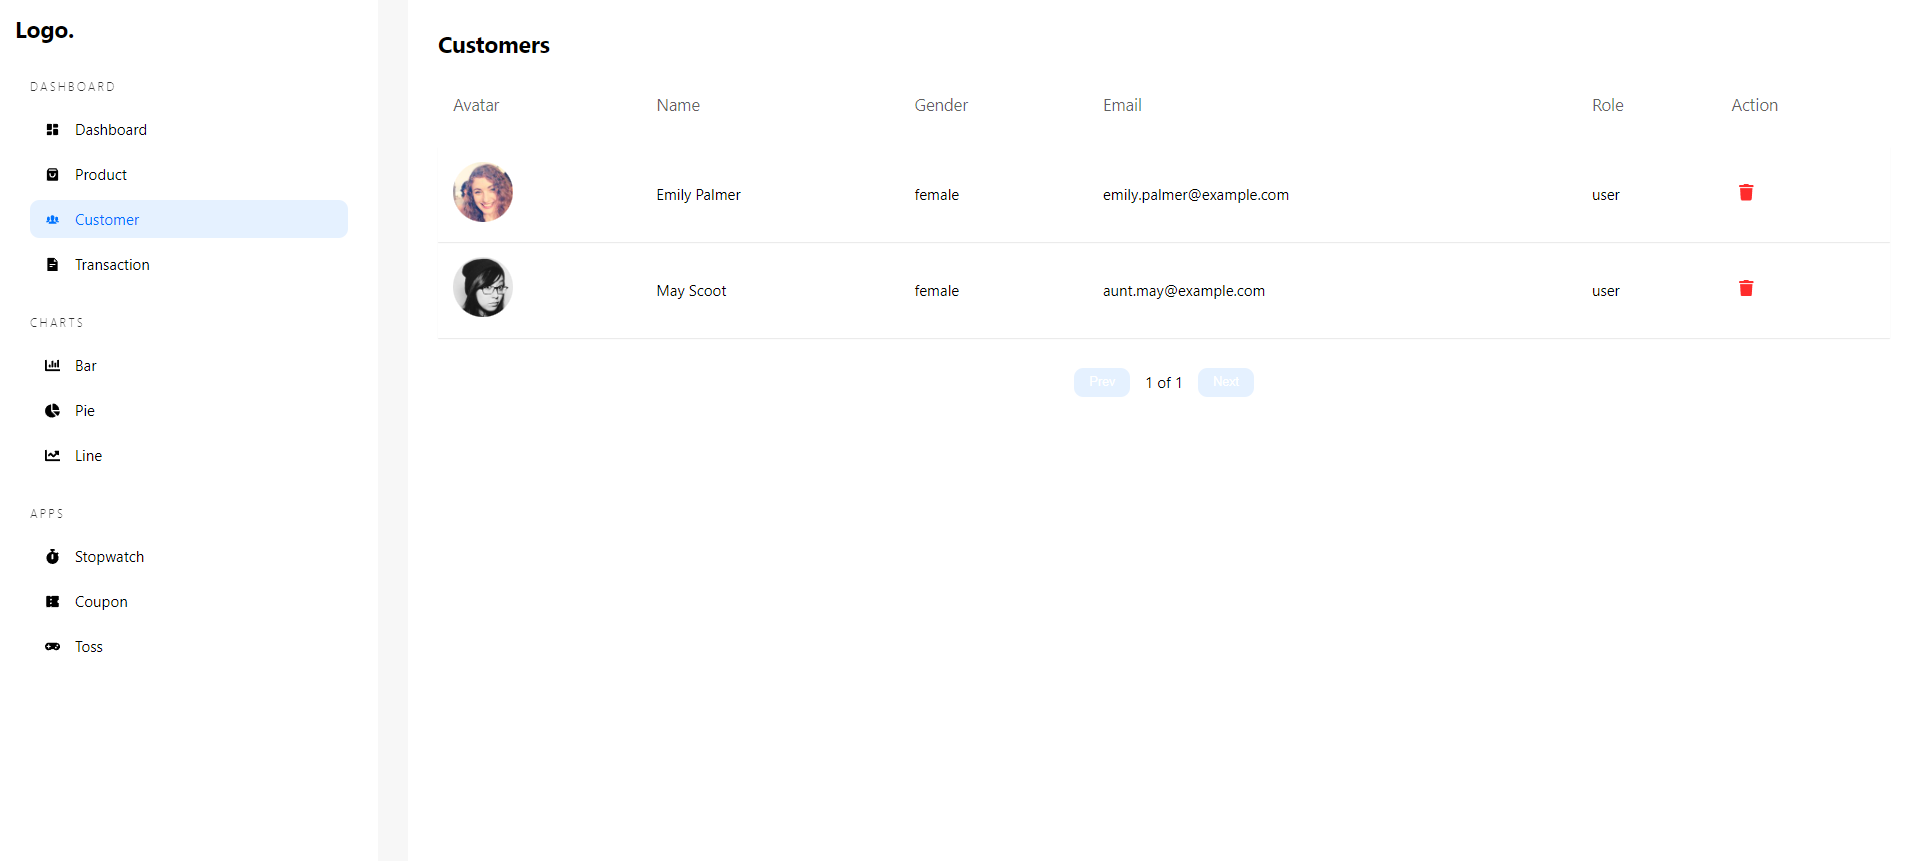 Logo.
DASHBOARD
Dashboard
Product
Customer
Transaction
CHARTS
Bar
Pie
Line
APPS
Stopwatch
Coupon
Toss
Customers
Avatar Name Gender Email Role Action
Emily Palmer female emily.palmer@example.com user
May Scoot female aunt.may@example.com user
Prev 1 of 1 Next